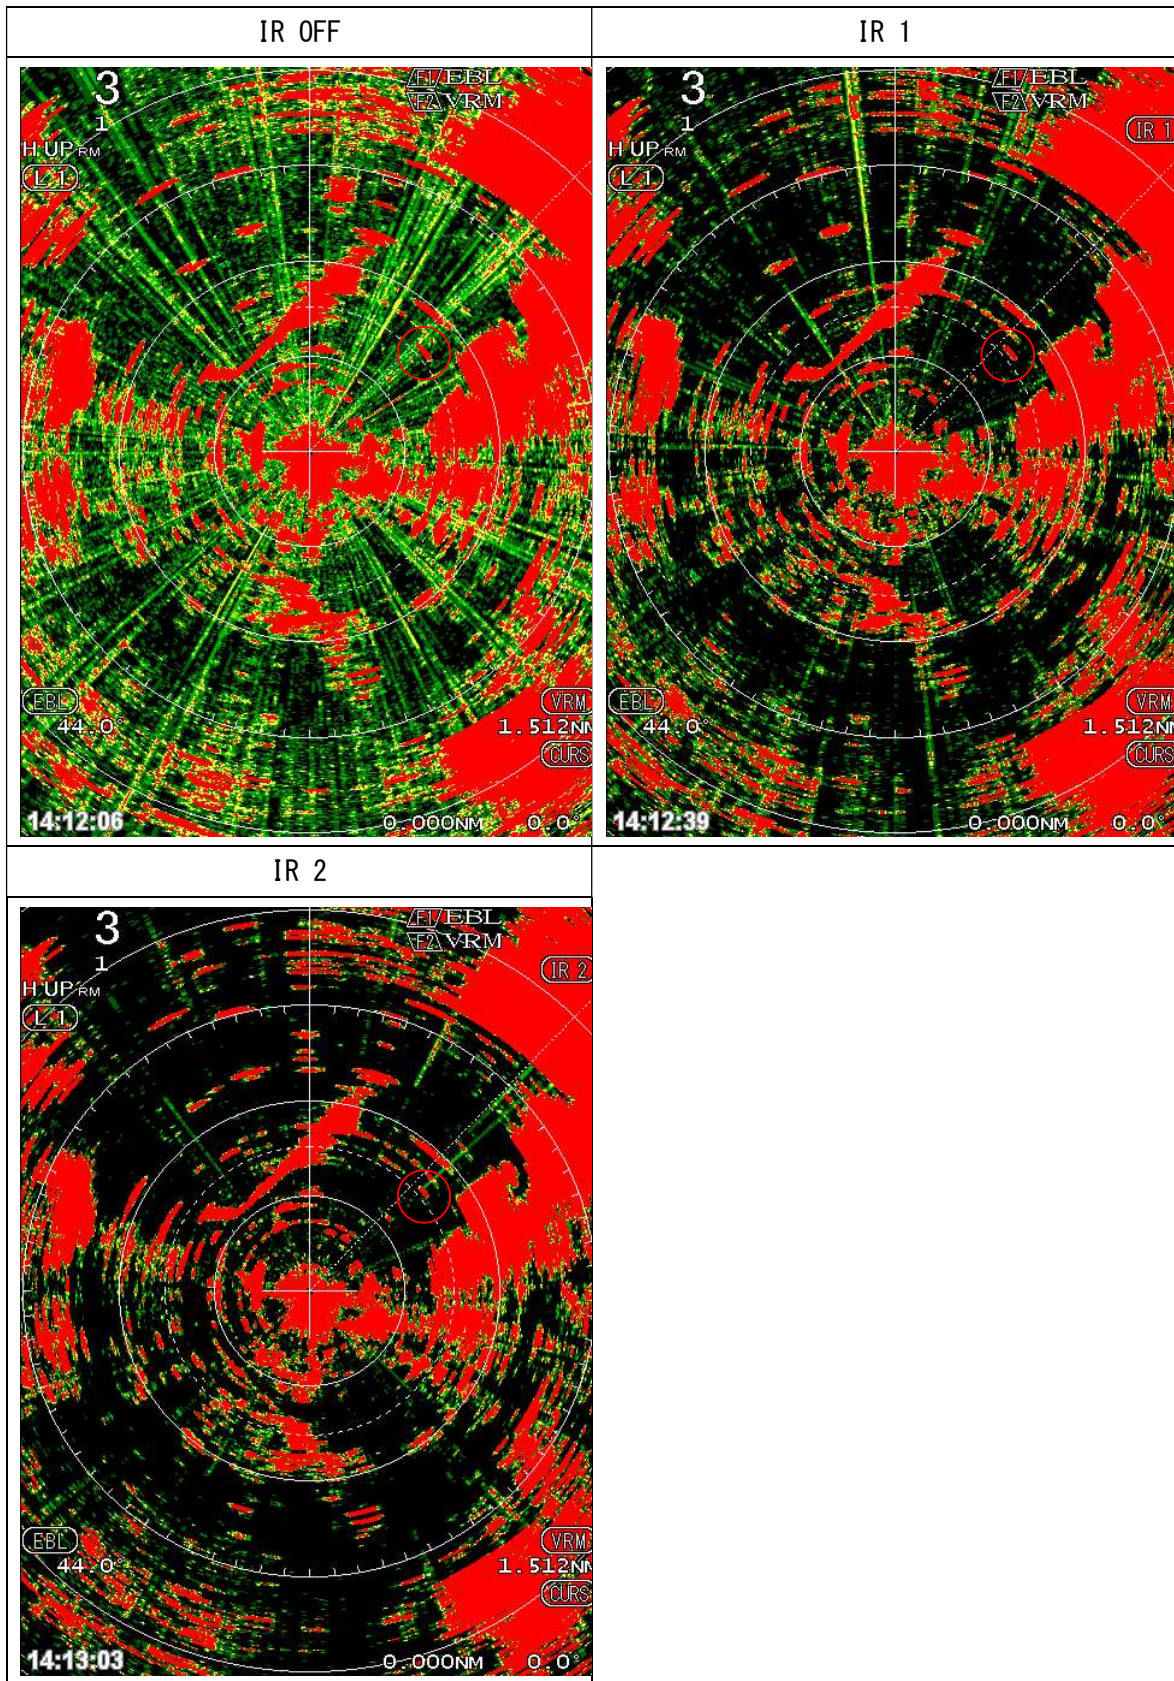 IR OFF
IR 1
3
F1 EBL
F2 VRM
1
H UP RM
L/1
EBL
44.0°
VRM
1.512NM
CURS
14:12:06
0.000NM 0.0°
3
F1 EBL
F2 VRM
1
IR 1
H UP RM
L/1
EBL
44.0°
VRM
1.512NM
CURS
14:12:39
0.000NM 0.0°
IR 2
3
F1 EBL
F2 VRM
1
IR 2
H UP RM
L/1
EBL
44.0°
VRM
1.512NM
CURS
14:13:03
0.000NM 0.0°